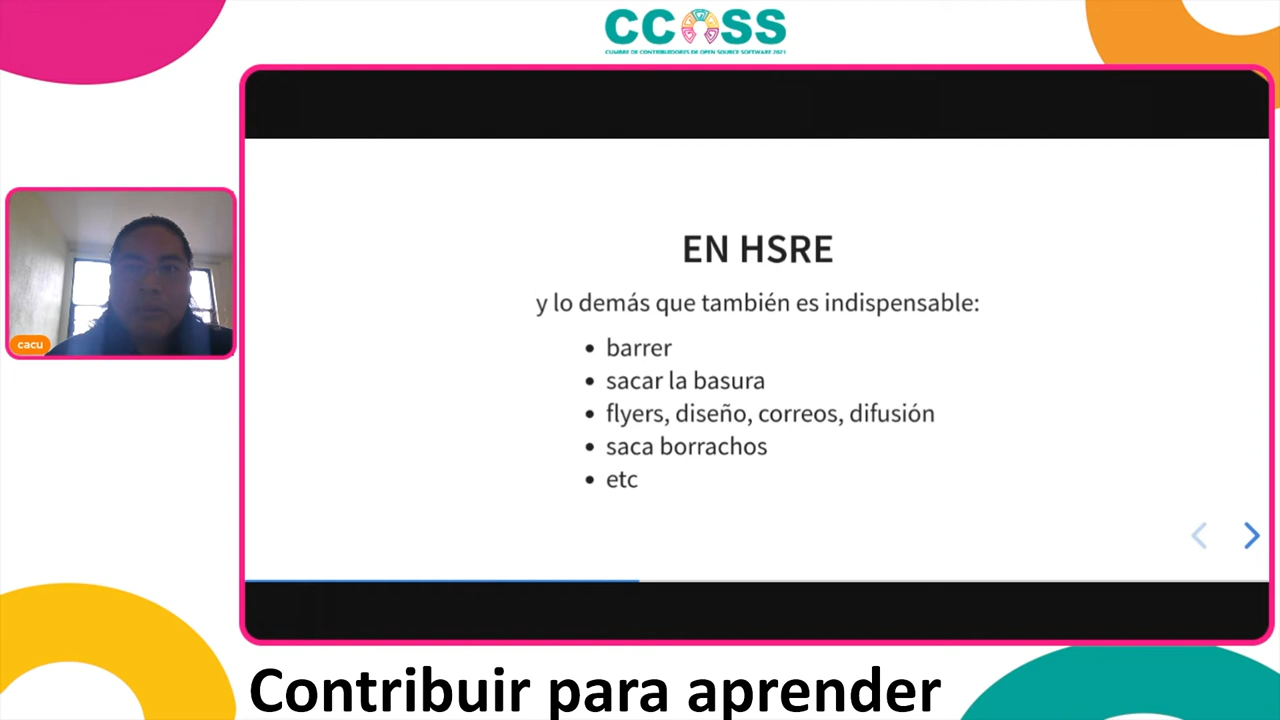 CCOSS
CUMBRE DE CONTRIBUIDORES DE OPEN SOURCE SOFTWARE 2021
EN HSRE
y lo demás que también es indispensable:
• barrer
• sacar la basura
• flyers, diseño, correos, difusión
• saca borrachos
• etc
cacu
Contribuir para aprender